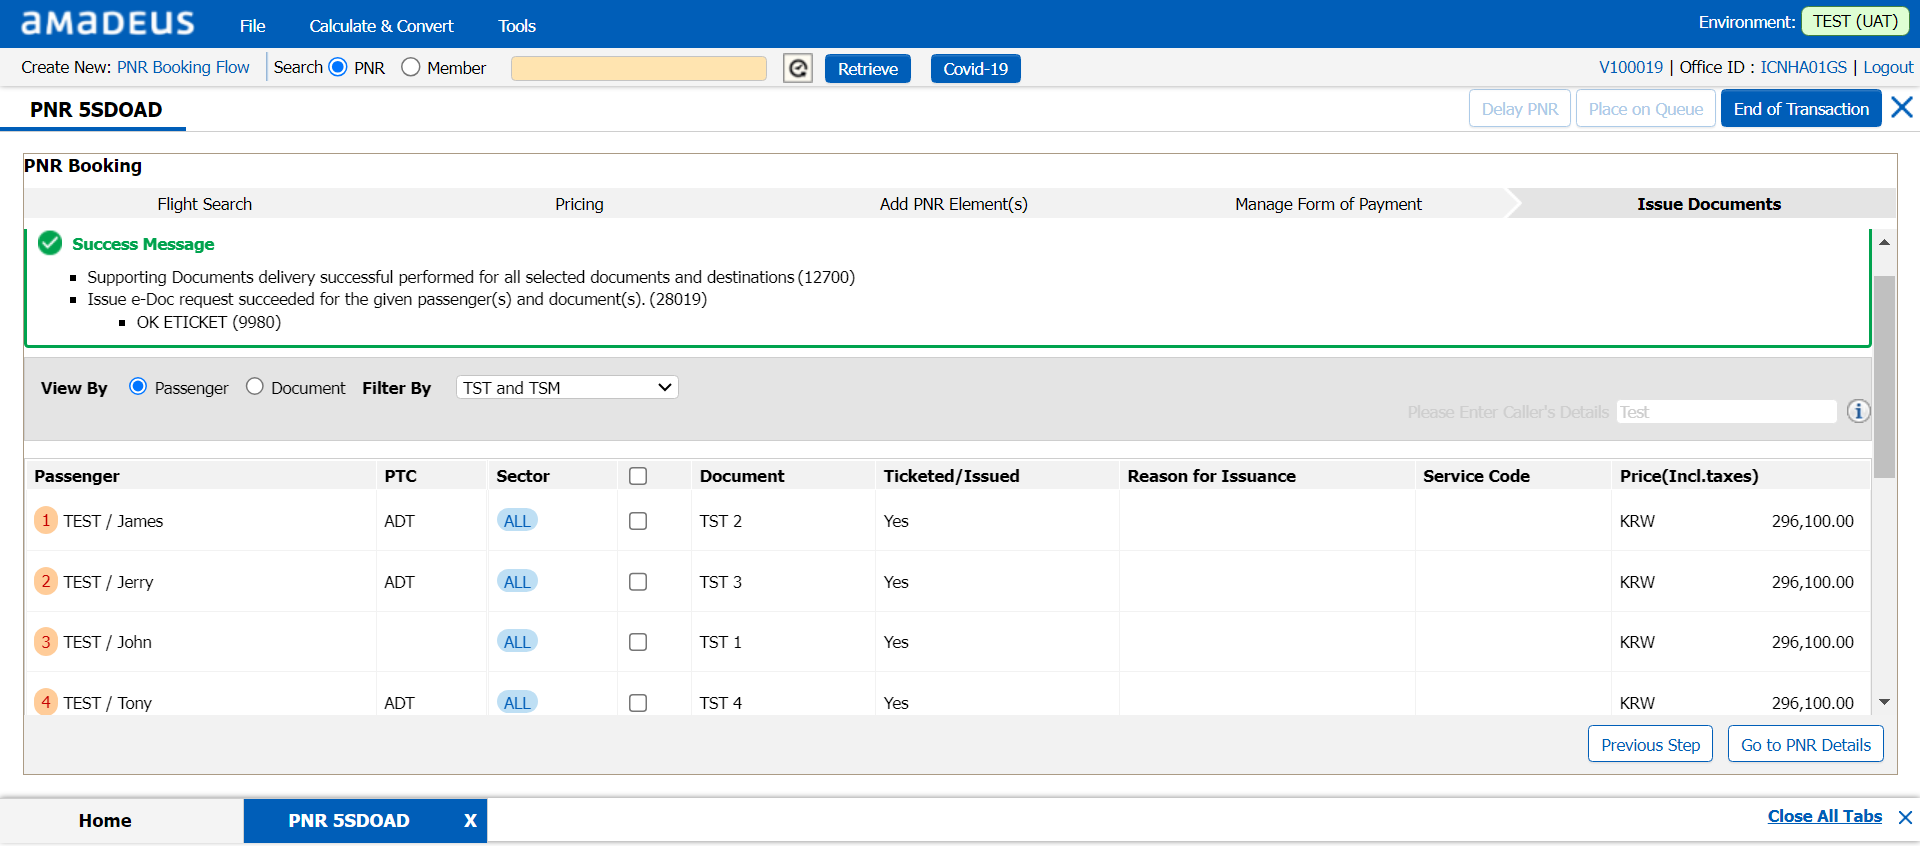 aMaDEUS File Calculate & Convert Tools Environment: TEST (UAT)
Create New: PNR Booking Flow Search PNR Member Retrieve Covid-19 V100019 | Office ID : ICNHA01GS | Logout
PNR 5SDOAD Delay PNR Place on Queue End of Transaction
PNR Booking
Flight Search Pricing Add PNR Element(s) Manage Form of Payment Issue Documents
Success Message
Supporting Documents delivery successful performed for all selected documents and destinations (12700)
Issue e-Doc request succeeded for the given passenger(s) and document(s). (28019)
OK ETICKET (9980)
View By Passenger Document Filter By TST and TSM
Please Enter Caller's Details Test
Passenger PTC Sector Document Ticketed/Issued Reason for Issuance Service Code Price(Incl.taxes)
1 TEST / James ADT ALL TST 2 Yes KRW 296,100.00
2 TEST / Jerry ADT ALL TST 3 Yes KRW 296,100.00
3 TEST / John ALL TST 1 Yes KRW 296,100.00
4 TEST / Tony ADT ALL TST 4 Yes KRW 296,100.00
Previous Step Go to PNR Details
Home PNR 5SDOAD X Close All Tabs